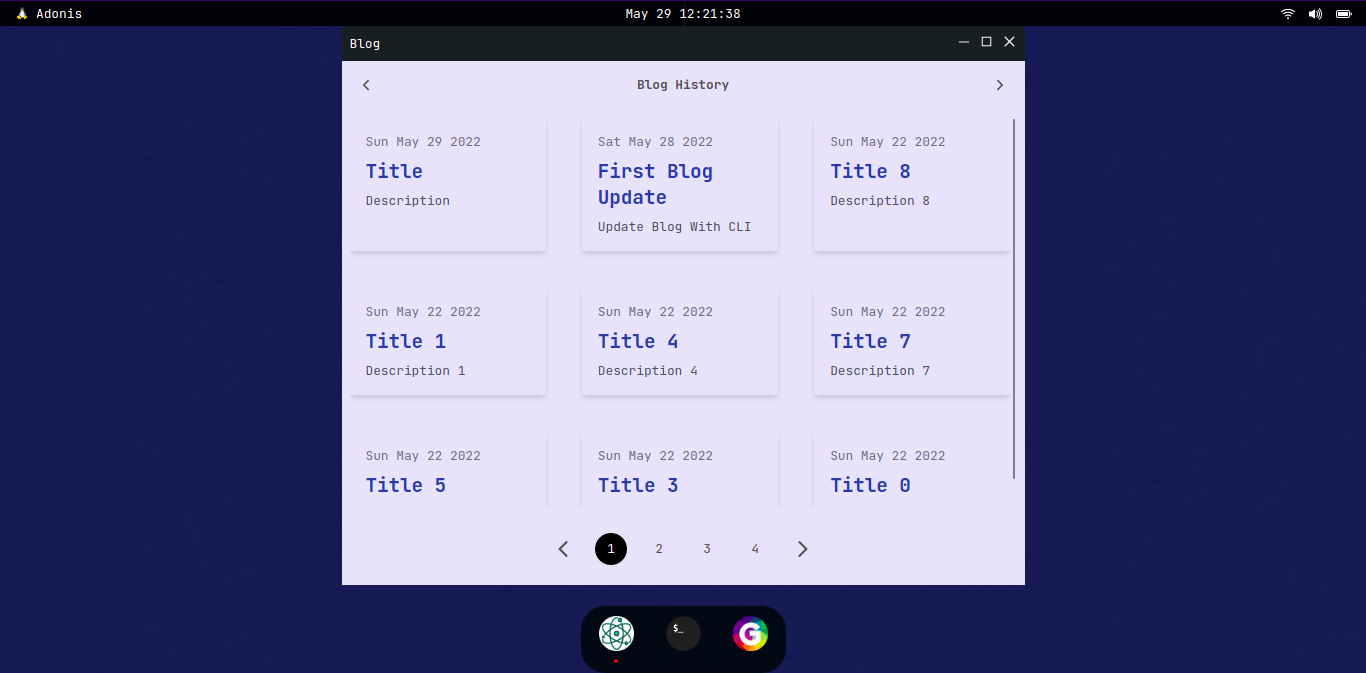 Adonis
May 29 12:21:38
Blog
Blog History
Sun May 29 2022
Title
Description
Sat May 28 2022
First Blog
Update
Update Blog With CLI
Sun May 22 2022
Title 8
Description 8
Sun May 22 2022
Title 1
Description 1
Sun May 22 2022
Title 4
Description 4
Sun May 22 2022
Title 7
Description 7
Sun May 22 2022
Title 5
Sun May 22 2022
Title 3
Sun May 22 2022
Title 0
1 2 3 4
$_
G